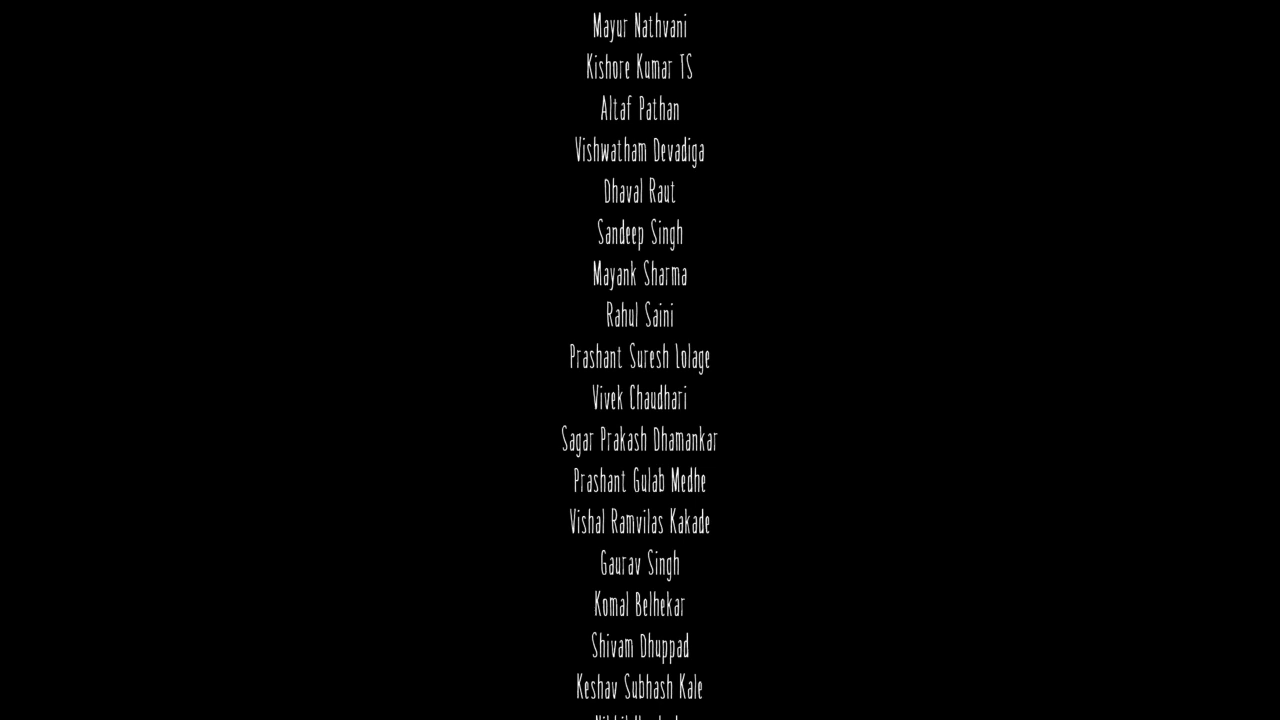 Mayur Nathvani
Kishore Kumar TS
Altaf Pathan
Vishwatham Devadiga
Dhaval Raut
Sandeep Singh
Mayank Sharma
Rahul Saini
Prashant Suresh Lolage
Vivek Chaudhari
Sagar Prakash Dhamankar
Prashant Gulab Medhe
Vishal Ramvilas Kakade
Gaurav Singh
Komal Belhekar
Shivam Dhuppad
Keshav Subhash Kale